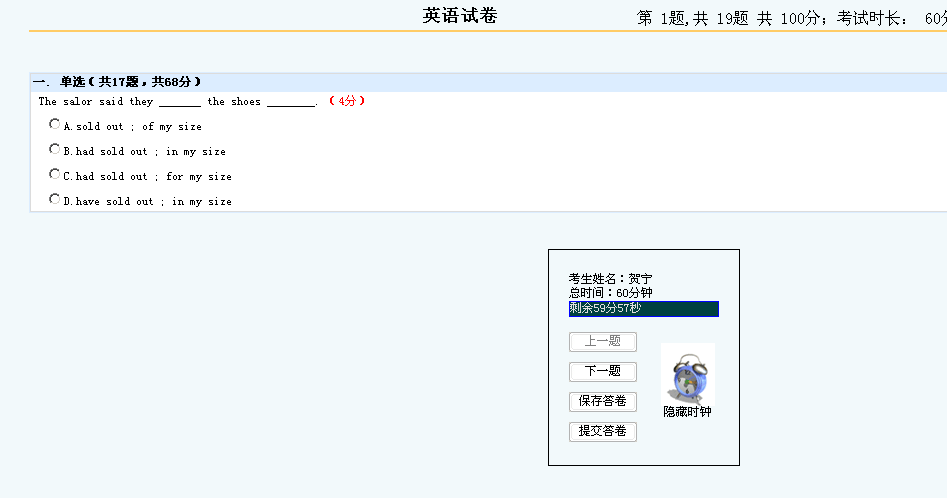 英语试卷
第 1题,共 19题 共 100分; 考试时长: 60分
一. 单选(共17题,共68分)
The salor said they _______ the shoes ________. (4分)
A.sold out ; of my size
B.had sold out ; in my size
C.had sold out ; for my size
D.have sold out ; in my size
考生姓名:贺宁
总时间:60分钟
剩余59分57秒
上一题
下一题
保存答卷
隐藏时钟
提交答卷